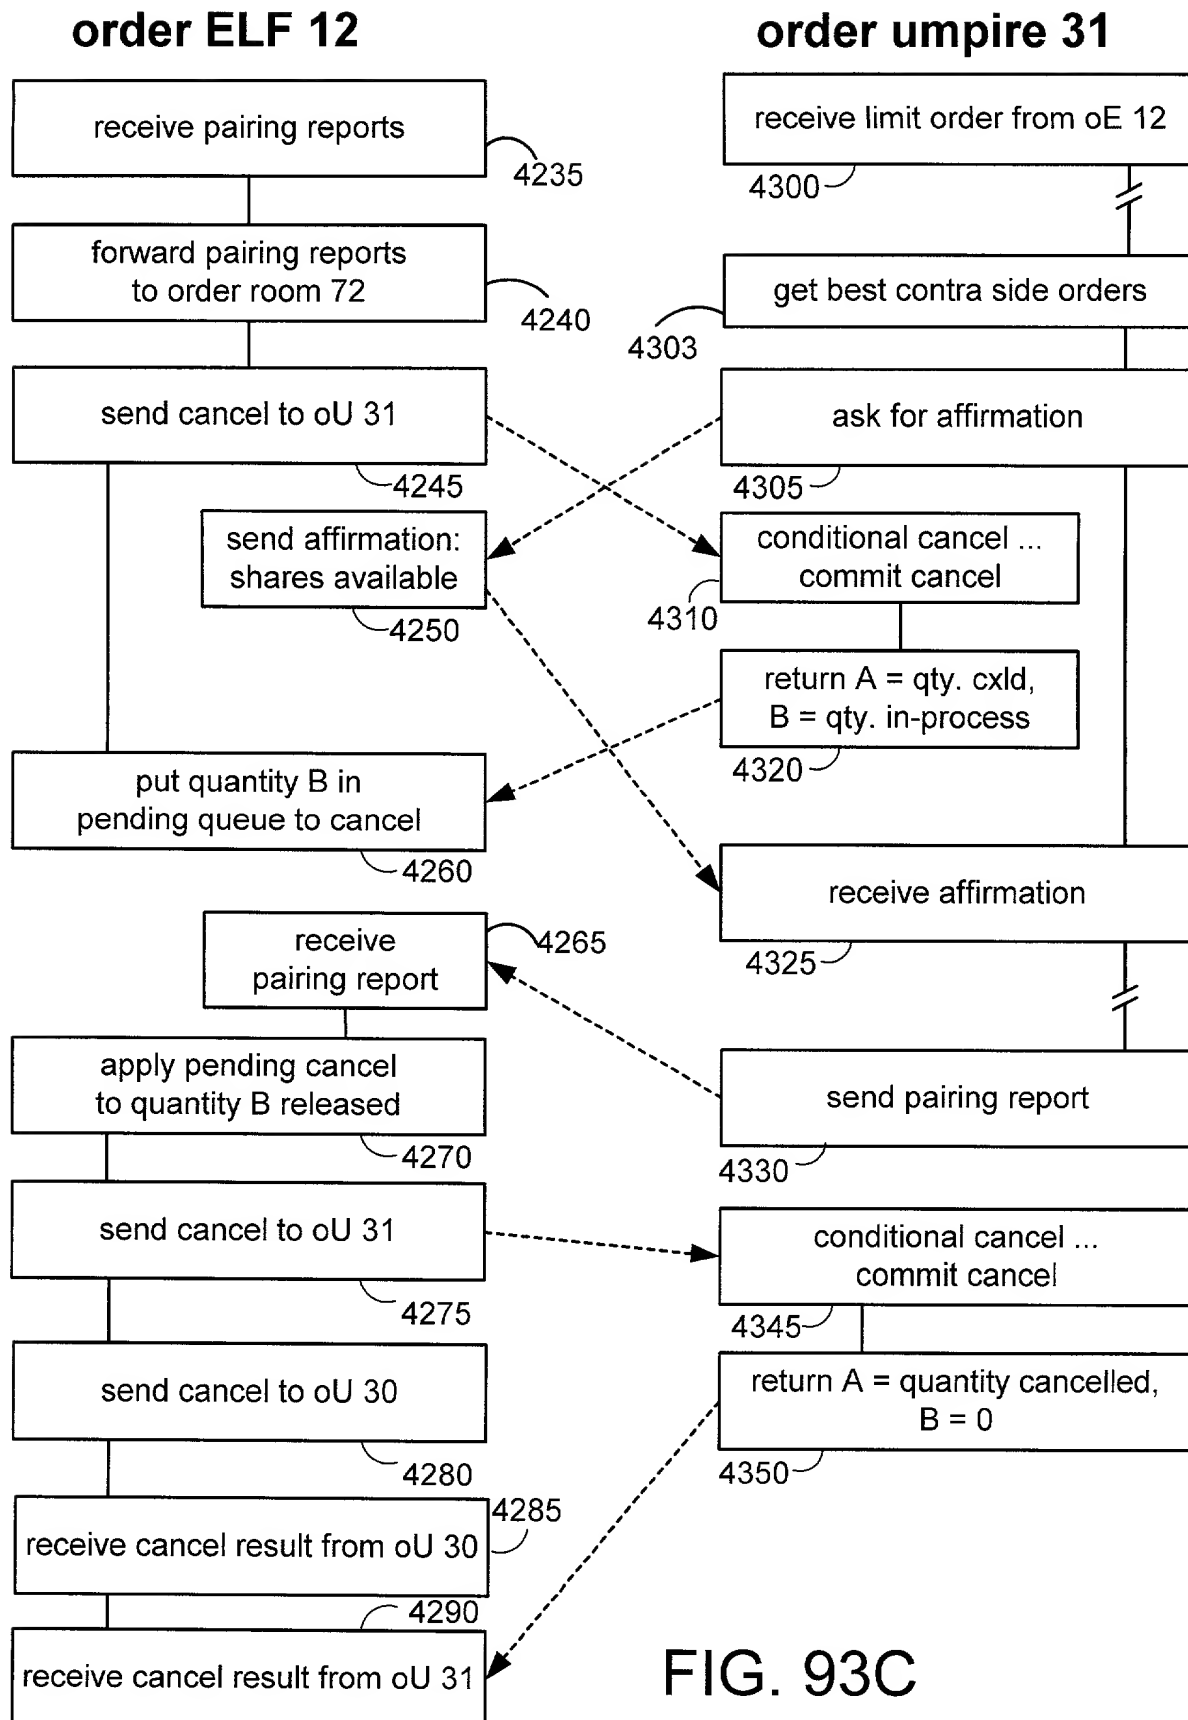 order ELF 12
order umpire 31
receive pairing reports
4235
receive limit order from oE 12
4300
forward pairing reports
to order room 72
4240
get best contra side orders
4303
send cancel to oU 31
4245
ask for affirmation
4305
send affirmation:
shares available
4250
conditional cancel ...
commit cancel
4310
return A = qty. cxld,
B = qty. in-process
4320
put quantity B in
pending queue to cancel
4260
receive affirmation
4325
receive
pairing report
4265
apply pending cancel
to quantity B released
4270
send pairing report
4330
send cancel to oU 31
4275
conditional cancel ...
commit cancel
4345
send cancel to oU 30
4280
return A = quantity cancelled,
B = 0
4350
4285
receive cancel result from oU 30
4290
receive cancel result from oU 31
FIG. 93C